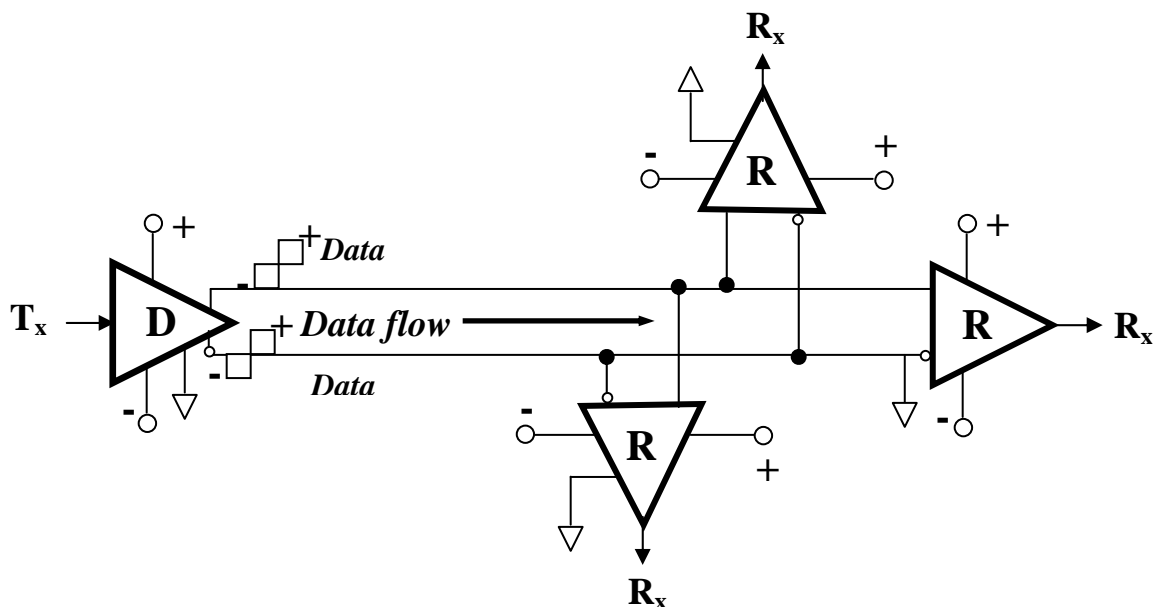 Rₓ
-
R
+
+
+
Data
-
Tₓ
D
+
Data flow
-
Data
-
+
R
Rₓ
-
-
R
+
Rₓ